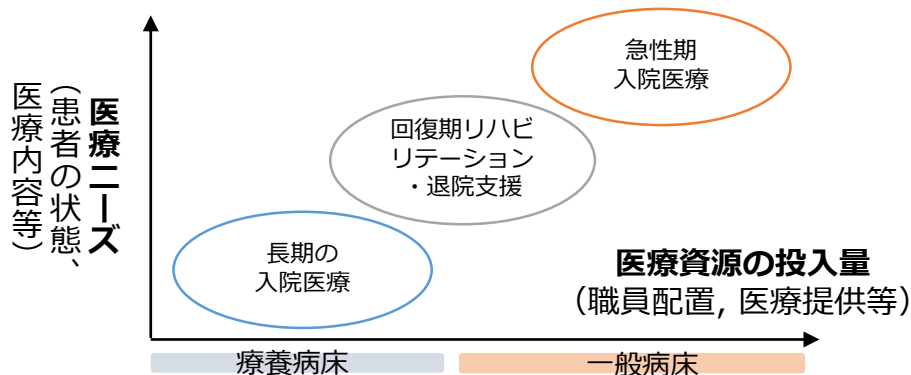 急性期
入院医療
回復期リハビ
リテーション
・退院支援
長期の
入院医療
医療ニーズ
（患者の状態、
医療内容等）
医療資源の投入量
（職員配置, 医療提供等）
療養病床
一般病床